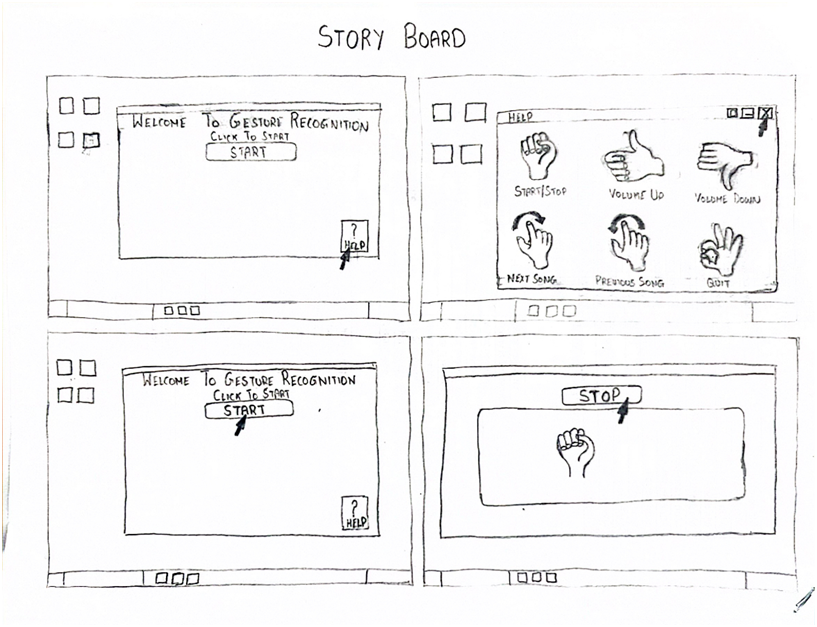 STORY BOARD
WELCOME TO GESTURE RECOGNITION
CLICK TO START
START
?
HELP
HELP
START/STOP
VOLUME UP
VOLUME DOWN
NEXT SONG
PREVIOUS SONG
QUIT
WELCOME TO GESTURE RECOGNITION
CLICK TO START
START
?
HELP
STOP